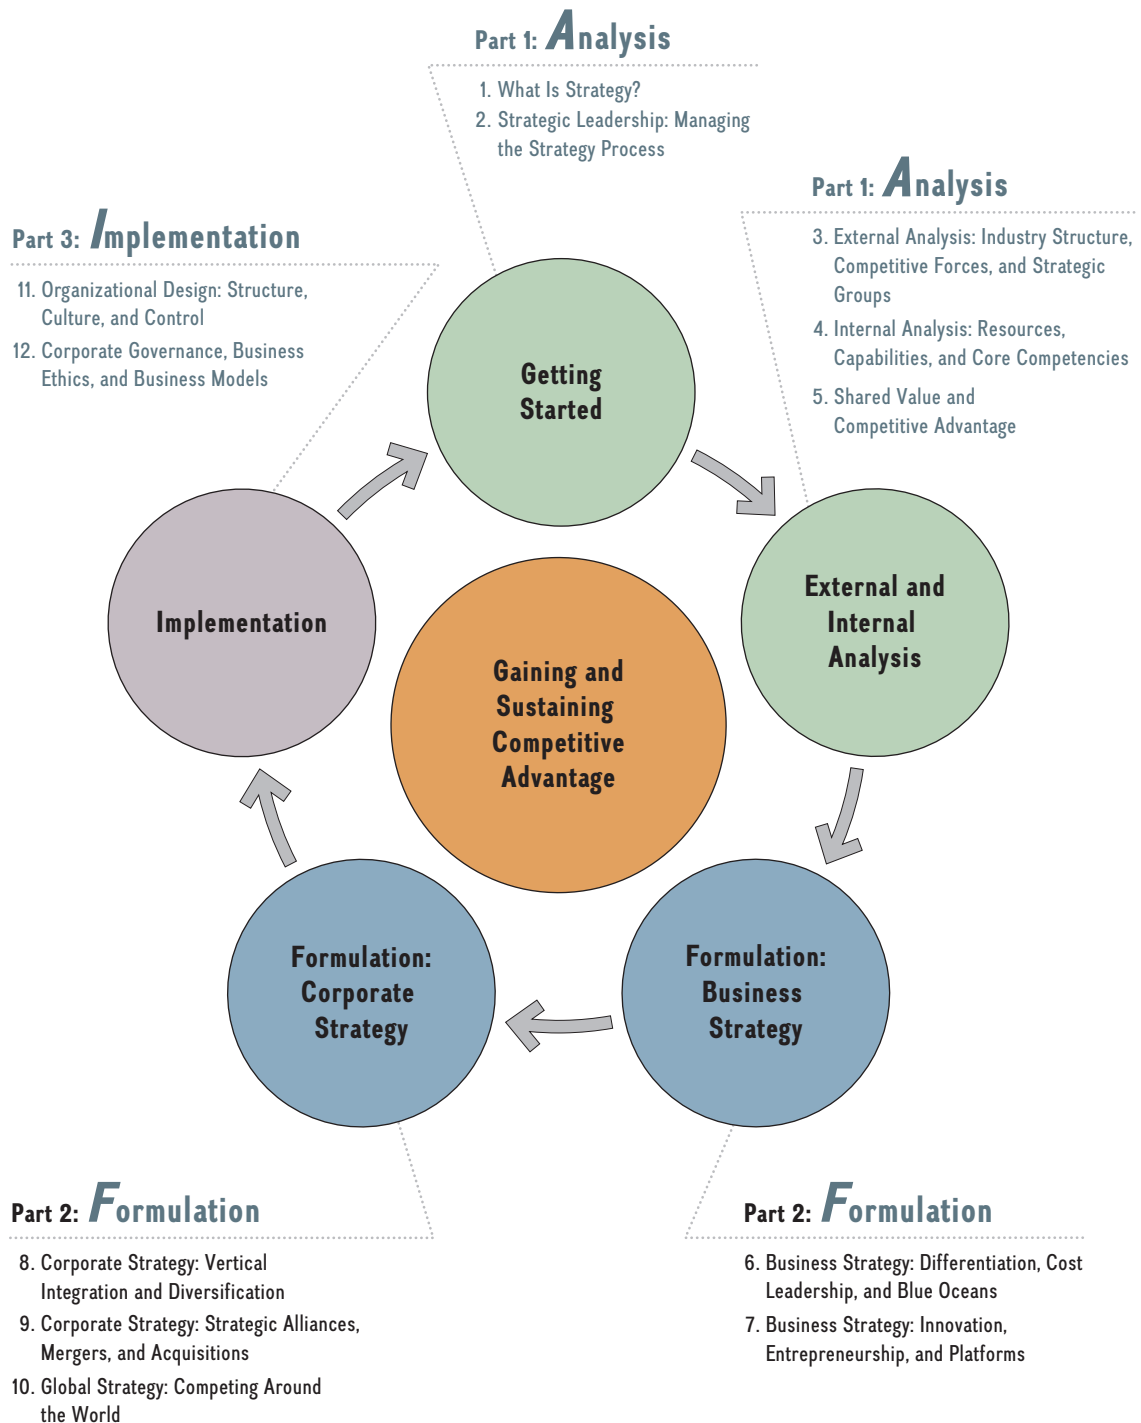 Part 1: Analysis
1. What Is Strategy?
2. Strategic Leadership: Managing
the Strategy Process
Part 1: Analysis
3. External Analysis: Industry Structure,
Competitive Forces, and Strategic
Groups
4. Internal Analysis: Resources,
Capabilities, and Core Competencies
5. Shared Value and
Competitive Advantage
Part 3: Implementation
11. Organizational Design: Structure,
Culture, and Control
12. Corporate Governance, Business
Ethics, and Business Models
Getting
Started
External and
Internal
Analysis
Implementation
Gaining and
Sustaining
Competitive
Advantage
Formulation:
Corporate
Strategy
Formulation:
Business
Strategy
Part 2: Formulation
8. Corporate Strategy: Vertical
Integration and Diversification
9. Corporate Strategy: Strategic Alliances,
Mergers, and Acquisitions
10. Global Strategy: Competing Around
the World
Part 2: Formulation
6. Business Strategy: Differentiation, Cost
Leadership, and Blue Oceans
7. Business Strategy: Innovation,
Entrepreneurship, and Platforms